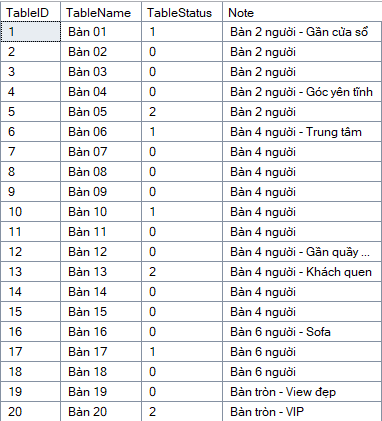 TableID TableName TableStatus Note
1 Bàn 01 1 Bàn 2 người - Gần cửa sổ
2 Bàn 02 0 Bàn 2 người
3 Bàn 03 0 Bàn 2 người
4 Bàn 04 0 Bàn 2 người - Góc yên tĩnh
5 Bàn 05 2 Bàn 2 người
6 Bàn 06 1 Bàn 4 người - Trung tâm
7 Bàn 07 0 Bàn 4 người
8 Bàn 08 0 Bàn 4 người
9 Bàn 09 0 Bàn 4 người
10 Bàn 10 1 Bàn 4 người
11 Bàn 11 0 Bàn 4 người
12 Bàn 12 0 Bàn 4 người - Gần quầy ...
13 Bàn 13 2 Bàn 4 người - Khách quen
14 Bàn 14 0 Bàn 4 người
15 Bàn 15 0 Bàn 4 người
16 Bàn 16 0 Bàn 6 người - Sofa
17 Bàn 17 1 Bàn 6 người
18 Bàn 18 0 Bàn 6 người
19 Bàn 19 0 Bàn tròn - View đẹp
20 Bàn 20 2 Bàn tròn - VIP